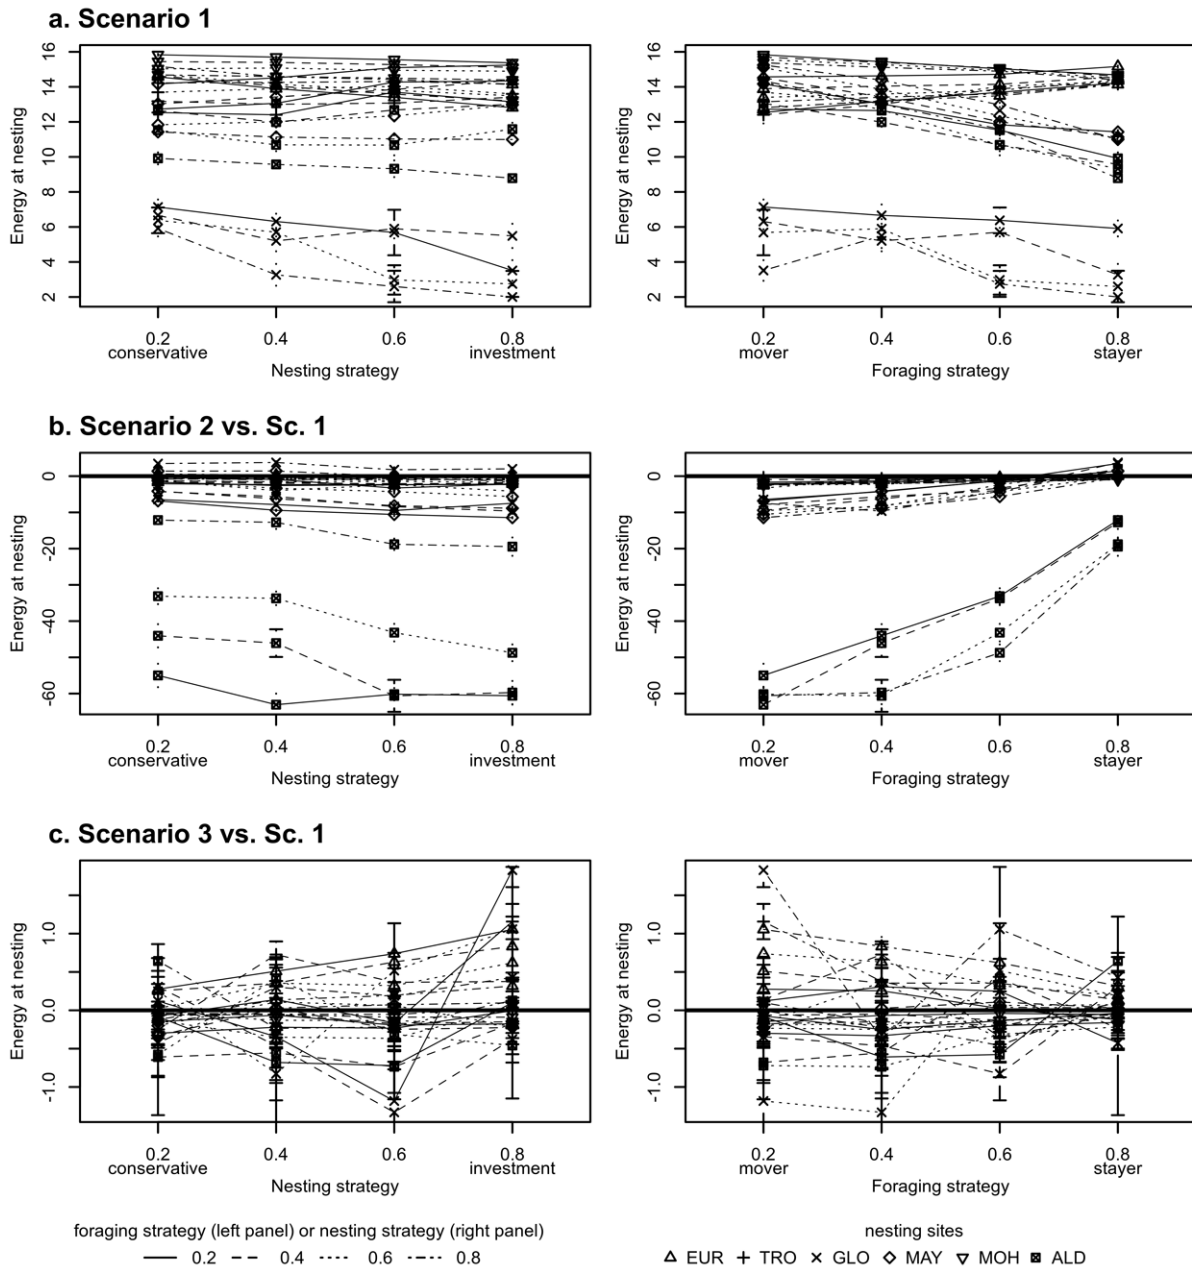 a. Scenario 1
16
14
12
10
8
6
4
2
Energy at nesting
0.2 0.4 0.6 0.8
conservative investment
Nesting strategy
16
14
12
10
8
6
4
2
Energy at nesting
0.2 0.4 0.6 0.8
mover stayer
Foraging strategy
b. Scenario 2 vs. Sc. 1
0
-20
-40
-60
Energy at nesting
0.2 0.4 0.6 0.8
conservative investment
Nesting strategy
0
-20
-40
-60
Energy at nesting
0.2 0.4 0.6 0.8
mover stayer
Foraging strategy
c. Scenario 3 vs. Sc. 1
1.0
0.0
-1.0
Energy at nesting
0.2 0.4 0.6 0.8
conservative investment
Nesting strategy
1.0
0.0
-1.0
Energy at nesting
0.2 0.4 0.6 0.8
mover stayer
Foraging strategy
foraging strategy (left panel) or nesting strategy (right panel)
0.2 0.4 0.6 0.8
nesting sites
EUR TRO GLO MAY MOH ALD